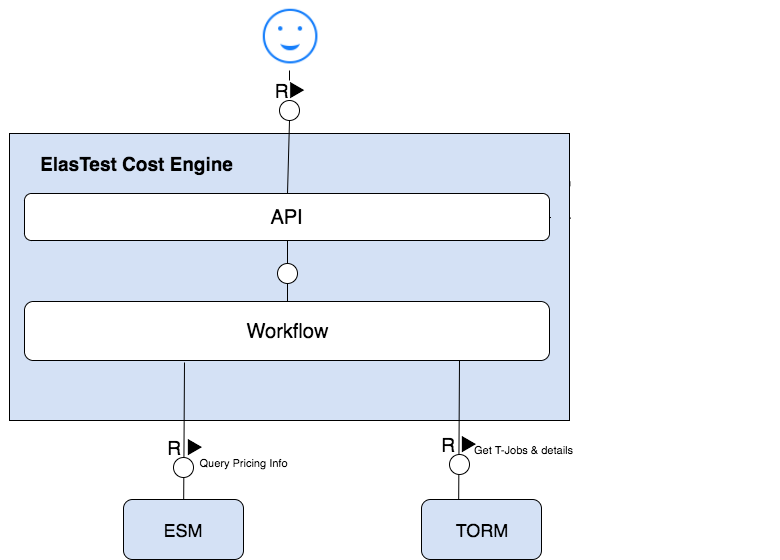 R
ElasTest Cost Engine
API
Workflow
R
Query Pricing Info
R
Get T-Jobs & details
ESM
TORM